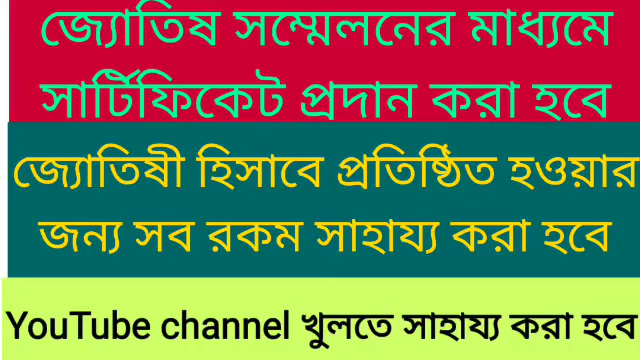 জ্যোতিষ সম্মেলনের মাধ্যমে
সার্টিফিকেট প্রদান করা হবে
জ্যোতিষী হিসাবে প্রতিষ্ঠিত হওয়ার
জন্য সব রকম সাহায্য করা হবে
YouTube channel খুলতে সাহায্য করা হবে